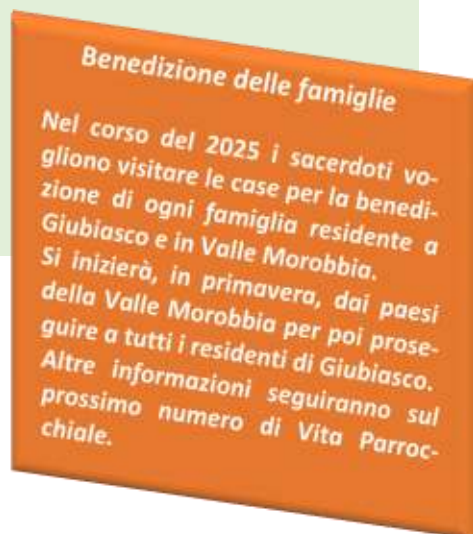 Benedizione delle famiglie
Nel corso del 2025 i sacerdoti vo-
gliono visitare le case per la benedi-
zione di ogni famiglia residente a
Giubiasco e in Valle Morobbia.
Si inizierà, in primavera, dai paesi
della Valle Morobbia per poi prose-
guire a tutti i residenti di Giubiasco.
Altre informazioni seguiranno sul
prossimo numero di Vita Parroc-
chiale.